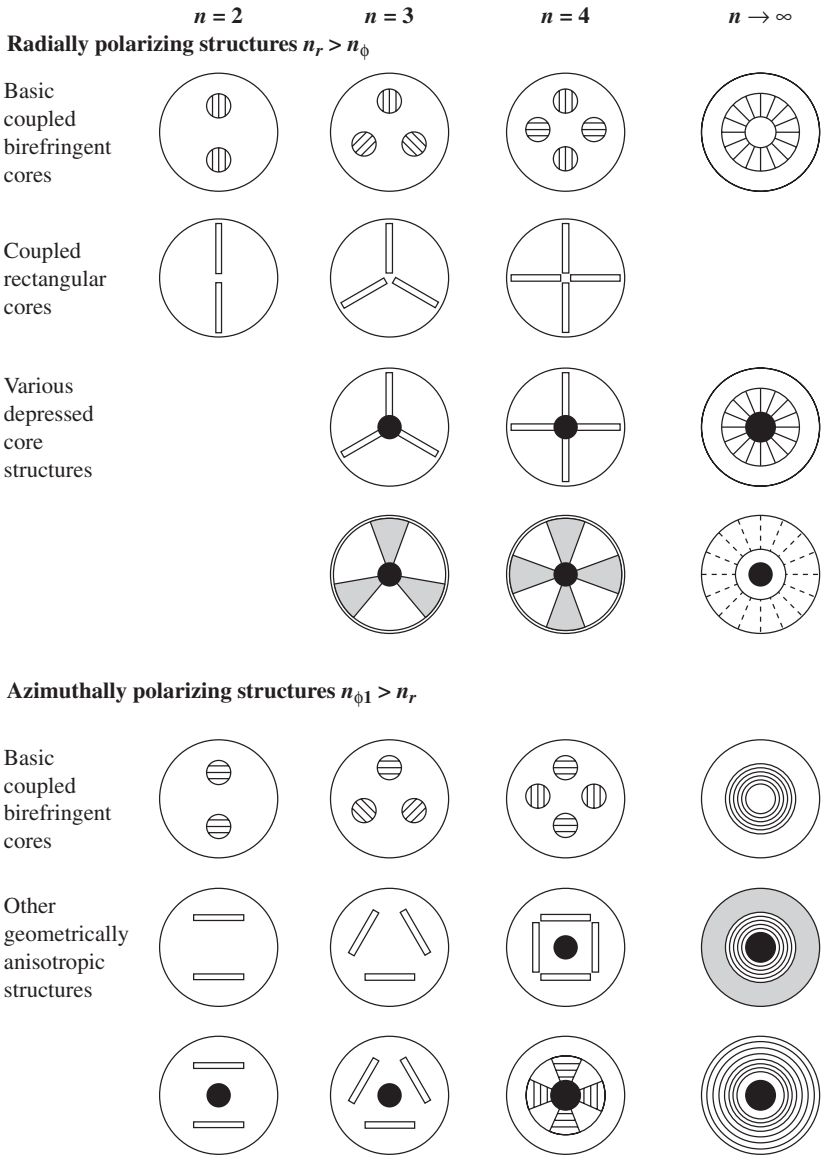 n = 2 n = 3 n = 4 n → ∞
Radially polarizing structures n_r > n_ϕ
Basic
coupled
birefringent
cores
Coupled
rectangular
cores
Various
depressed
core
structures
Azimuthally polarizing structures n_ϕ1 > n_r
Basic
coupled
birefringent
cores
Other
geometrically
anisotropic
structures